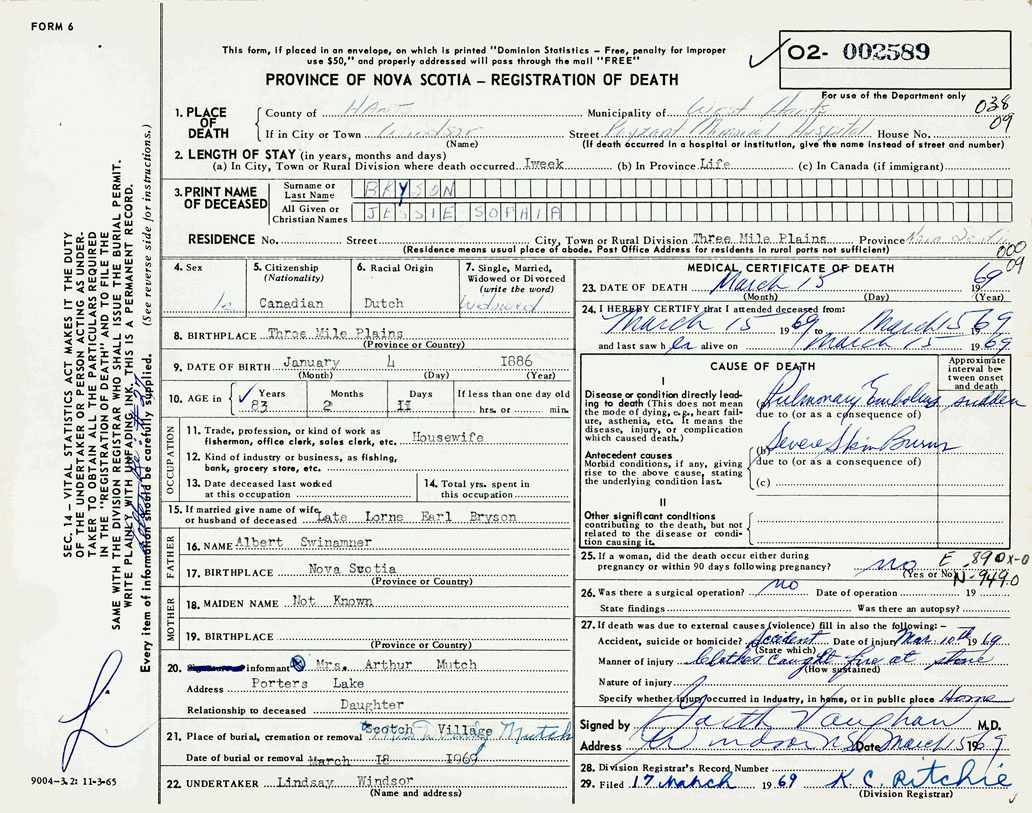 FORM 6
This form, if placed in an envelope, on which is printed "Dominion Statistics – Free, penalty for improper
use $50," and properly addressed will pass through the mail "FREE"
PROVINCE OF NOVA SCOTIA – REGISTRATION OF DEATH
O2- 002589
For use of the Department only
038
09
1. PLACE OF DEATH
County of HANTS Municipality of West Hants
If in City or Town Windsor Street Payzant Memorial Hospital House No.
(Name) (If death occurred in a hospital or institution, give the name instead of street and number)
2. LENGTH OF STAY (in years, months and days)
(a) In City, Town or Rural Division where death occurred. 1week (b) In Province Life (c) In Canada (if immigrant)
3. PRINT NAME OF DECEASED
Surname or Last Name BRYSON
All Given or Christian Names JESSIE SOPHIA
RESIDENCE No. Street City, Town or Rural Division Three Mile Plains Province Nova Scotia
(Residence means usual place of abode. Post Office Address for residents in rural parts not sufficient)
000
09
4. Sex
5. Citizenship (Nationality) Canadian
6. Racial Origin Dutch
7. Single, Married, Widowed or Divorced (write the word) Widowed
8. BIRTHPLACE Three Mile Plains
(Province or Country)
9. DATE OF BIRTH January 4 1886
(Month) (Day) (Year)
10. AGE in Years 83 Months 2 Days 11 If less than one day old hrs. or min.
OCCUPATION
11. Trade, profession or kind of work as fisherman, office clerk, sales clerk, etc. Housewife
12. Kind of industry or business, as fishing, bank, grocery store, etc.
13. Date deceased last worked at this occupation
14. Total yrs. spent in this occupation
15. If married give name of wife or husband of deceased Late Lorne Earl Bryson
FATHER
16. NAME Albert Swinamner
17. BIRTHPLACE Nova Scotia
(Province or Country)
MOTHER
18. MAIDEN NAME Not Known
19. BIRTHPLACE
(Province or Country)
20. informant Mrs. Arthur Mutch
Address Porters Lake
Relationship to deceased Daughter
21. Place of burial, cremation or removal Scotch Village Mutch
Date of burial or removal March 18 1969
22. UNDERTAKER Lindsay Windsor
(Name and address)
MEDICAL CERTIFICATE OF DEATH
23. DATE OF DEATH March 15 1969
(Month) (Day) (Year)
24. I HEREBY CERTIFY that I attended deceased from:
March 15 1969 to March 15 1969
and last saw h er alive on March 15 1969
CAUSE OF DEATH
Approximate interval between onset and death
I
Disease or condition directly leading to death (This does not mean the mode of dying, e.g., heart failure, asthenia, etc. It means the disease, injury, or complication which caused death.)
(a) Pulmonary Embolus sudden
due to (or as a consequence of)
Antecedent causes
Morbid conditions, if any, giving rise to the above cause, stating the underlying condition last.
(b) Severe Skin Burns
due to (or as a consequence of)
(c)
II
Other significant conditions contributing to the death, but not related to the disease or condition causing it.
25. If a woman, did the death occur either during pregnancy or within 90 days following pregnancy? no
(Yes or No)
E - 890 x-0
N-949.0
26. Was there a surgical operation? no Date of operation 19
State findings Was there an autopsy?
27. If death was due to external causes (violence) fill in also the following: –
Accident, suicide or homicide? Accident Date of injury Mar. 10th 1969
(State which)
Manner of injury Clothes caught fire at stove
(How sustained)
Nature of injury
Specify whether injury occurred in industry, in home, or in public place Home
Signed by Garth Vaughan M.D.
Address Windsor N.S. Date March 15 1969
28. Division Registrar's Record Number
29. Filed 17 March 1969 K. C. Ritchie
(Division Registrar)
SEC. 14 – VITAL STATISTICS ACT MAKES IT THE DUTY
OF THE UNDERTAKER OR PERSON ACTING AS UNDER-
TAKER TO OBTAIN ALL THE PARTICULARS REQUIRED
IN THE "REGISTRATION OF DEATH" AND TO FILE THE
SAME WITH THE DIVISION REGISTRAR WHO SHALL ISSUE THE BURIAL PERMIT.
WRITE PLAINLY WITH UNFADING INK. THIS IS A PERMANENT RECORD.
Every item of information should be carefully supplied. (See reverse side for instructions.)
9004-3.2: 11-3-65